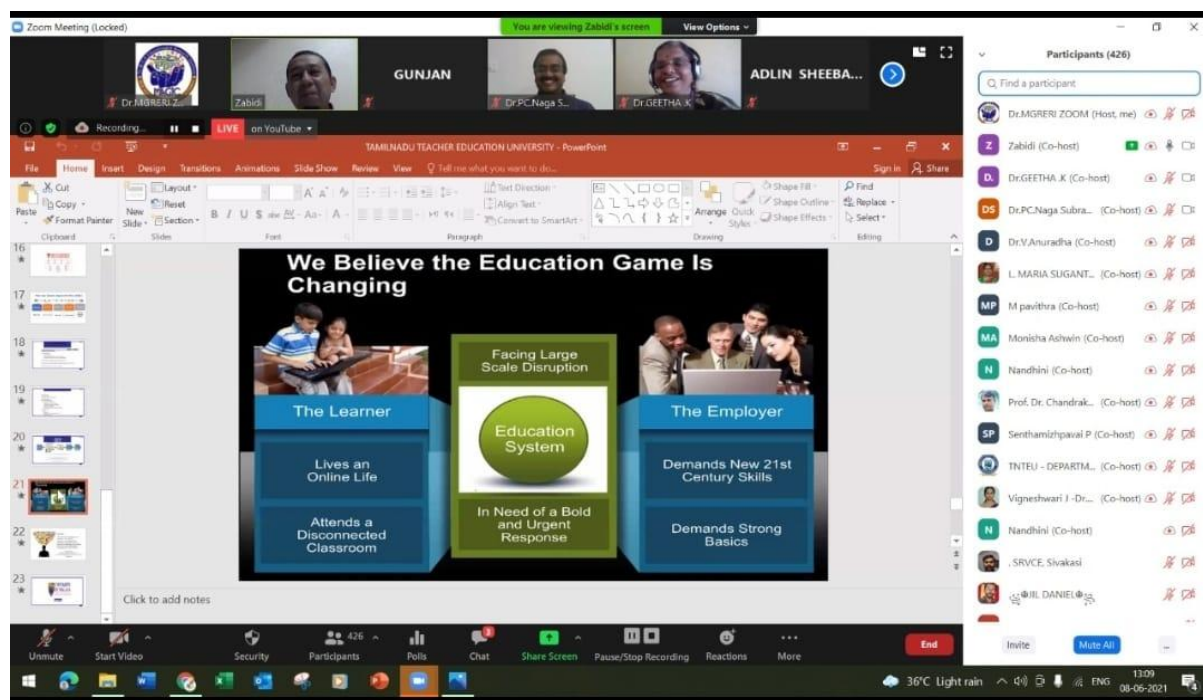 Zoom Meeting (Locked)
You are viewing Zabidi's screen
View Options
Dr.MGRERI Z...
Zabidi
GUNJAN
Dr.PC.Naga S...
Dr.GEETHA .K
ADLIN SHEEBA...
Recording...
LIVE on YouTube
TAMILNADU TEACHER EDUCATION UNIVERSITY - PowerPoint
File Home Insert Design Transitions Animations Slide Show Review View Tell me what you want to do... Sign in Share
Cut
Copy
Format Painter
Paste
Clipboard
New
Slide
Layout
Reset
Section
Slides
Font
Text Direction
Align Text
Convert to SmartArt
Paragraph
Arrange
Quick
Styles
Shape Fill
Shape Outline
Shape Effects
Drawing
Find
Replace
Select
Editing
16
17
18
19
20
21
22
23
We Believe the Education Game Is
Changing
The Learner
Lives an
Online Life
Attends a
Disconnected
Classroom
Facing Large
Scale Disruption
Education
System
In Need of a Bold
and Urgent
Response
The Employer
Demands New 21st
Century Skills
Demands Strong
Basics
Click to add notes
Participants (426)
Find a participant
Dr.MGRERI ZOOM (Host, me)
Z Zabidi (Co-host)
D. Dr.GEETHA .K (Co-host)
DS Dr.PC.Naga Subra... (Co-host)
D Dr.V.Anuradha (Co-host)
L. MARIA SUGANT... (Co-host)
MP M pavithra (Co-host)
MA Monisha Ashwin (Co-host)
N Nandhini (Co-host)
Prof. Dr. Chandrak... (Co-host)
SP Senthamizhpavai P (Co-host)
TNTEU - DEPARTM... (Co-host)
Vigneshwari J -Dr... (Co-host)
N Nandhini (Co-host)
. SRVCE, Sivakasi
DANIEL
Invite
Mute All
...
Unmute
Start Video
Security
Participants
426
Polls
Chat
3
Share Screen
Pause/Stop Recording
Reactions
More
End
36°C Light rain
ENG
13:09
08-06-2021